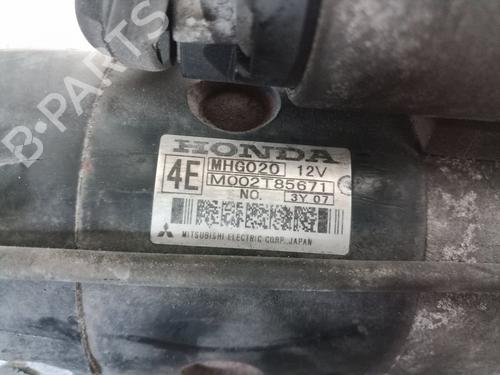 B-PARTS
HONDA
4E MHG020 12V
M002T85671
NO. 3Y 07
MITSUBISHI ELECTRIC CORP., JAPAN